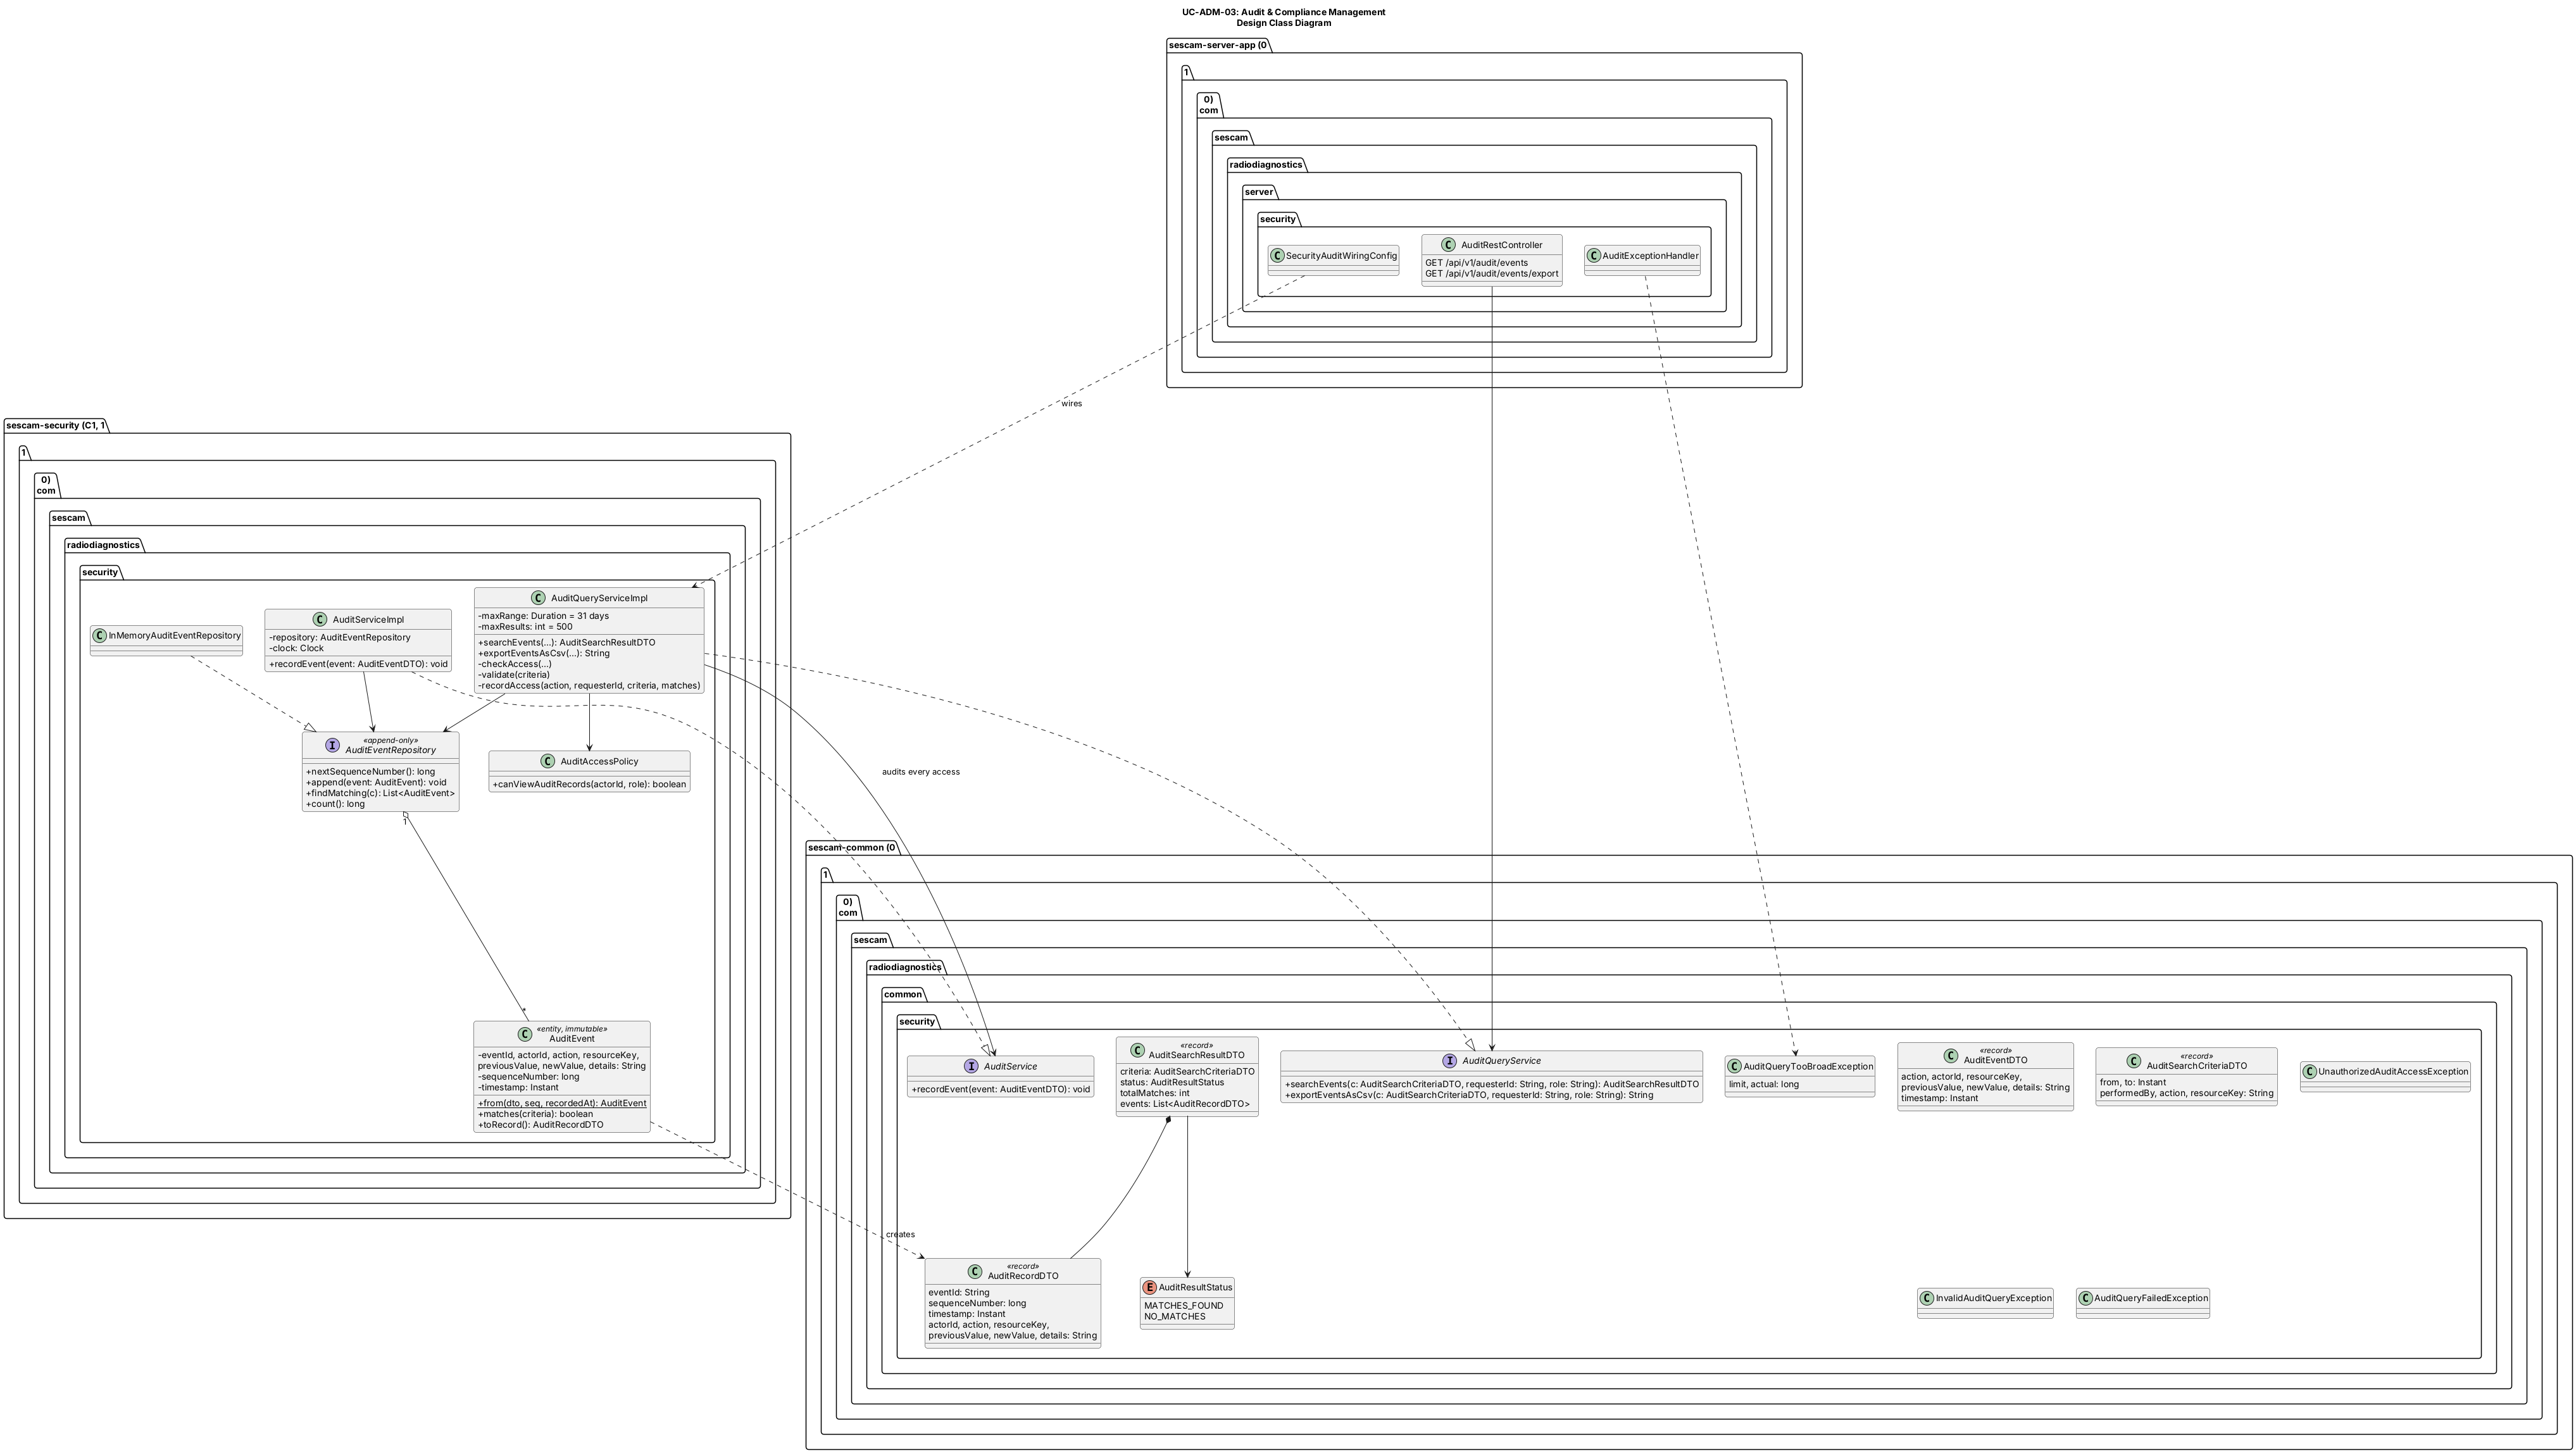 UC-ADM-03: Audit & Compliance Management
Design Class Diagram
sescam-server-app (0
1
0)
com
sescam
radiodiagnostics
server
security
SecurityAuditWiringConfig
AuditRestController
GET /api/v1/audit/events
GET /api/v1/audit/events/export
AuditExceptionHandler
wires
sescam-security (C1, 1
1
0)
com
sescam
radiodiagnostics
security
InMemoryAuditEventRepository
AuditServiceImpl
-repository: AuditEventRepository
-clock: Clock
+recordEvent(event: AuditEventDTO): void
AuditQueryServiceImpl
-maxRange: Duration = 31 days
-maxResults: int = 500
+searchEvents(...): AuditSearchResultDTO
+exportEventsAsCsv(...): String
-checkAccess(...)
-validate(criteria)
-recordAccess(action, requesterId, criteria, matches)
«append-only»
AuditEventRepository
+nextSequenceNumber(): long
+append(event: AuditEvent): void
+findMatching(c): List<AuditEvent>
+count(): long
AuditAccessPolicy
+canViewAuditRecords(actorId, role): boolean
audits every access
1
*
«entity, immutable»
AuditEvent
-eventId, actorId, action, resourceKey,
previousValue, newValue, details: String
-sequenceNumber: long
-timestamp: Instant
+from(dto, seq, recordedAt): AuditEvent
+matches(criteria): boolean
+toRecord(): AuditRecordDTO
creates
sescam-common (0
1
0)
com
sescam
radiodiagnostics
common
security
AuditService
+recordEvent(event: AuditEventDTO): void
«record»
AuditSearchResultDTO
criteria: AuditSearchCriteriaDTO
status: AuditResultStatus
totalMatches: int
events: List<AuditRecordDTO>
AuditQueryService
+searchEvents(c: AuditSearchCriteriaDTO, requesterId: String, role: String): AuditSearchResultDTO
+exportEventsAsCsv(c: AuditSearchCriteriaDTO, requesterId: String, role: String): String
AuditQueryTooBroadException
limit, actual: long
«record»
AuditEventDTO
action, actorId, resourceKey,
previousValue, newValue, details: String
timestamp: Instant
«record»
AuditSearchCriteriaDTO
from, to: Instant
performedBy, action, resourceKey: String
UnauthorizedAuditAccessException
«record»
AuditRecordDTO
eventId: String
sequenceNumber: long
timestamp: Instant
actorId, action, resourceKey,
previousValue, newValue, details: String
AuditResultStatus
MATCHES_FOUND
NO_MATCHES
InvalidAuditQueryException
AuditQueryFailedException